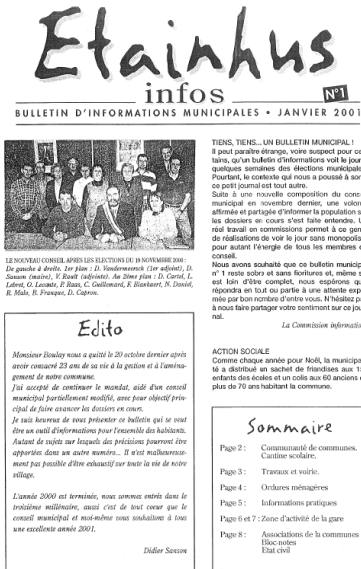 Etainhus
infos
N°1
BULLETIN D'INFORMATIONS MUNICIPALES • JANVIER 2001
LE NOUVEAU CONSEIL APRES LES ELECTIONS DU 19 NOVEMBRE 2000 :
De gauche à droite. 1er plan : D. Vandermeersch (1er adjoint), D.
Sanson (maire), V. Rault (adjoint). Au 2ème plan : D. Cartel, L.
Lebret, O. Lecomte, P. Raas, C. Guillemard, F. Bianhart, N. Daniel,
R. Malo, B. Franque, D. Capron.
Edito
Monsieur Boulay nous a quitté le 20 octobre dernier après
avoir consacré 23 ans de sa vie à la gestion et à l'aména-
gement de notre commune.
J'ai accepté de continuer le mandat, aidé d'un conseil
municipal partiellement modifié, avec pour objectif prin-
cipal de faire avancer les dossiers en cours.
Je suis heureux de vous présenter ce bulletin qui se veut
être un outil d'informations pour l'ensemble des habitants.
Autant de sujets sur lesquels des précisions pourront être
apportées dans un autre numéro... Il n'est malheureuse-
ment pas possible d'être exhaustif sur toute la vie de notre
village.
L'année 2000 est terminée, nous sommes entrés dans le
troisième millénaire, aussi c'est de tout coeur que le
conseil municipal et moi-même vous souhaitons à tous
une excellente année 2001.
Didier Sanson
TIENS, TIENS... UN BULLETIN MUNICIPAL !
Il peut paraître étrange, voire suspect pour ce
tains, qu'un bulletin d'informations voit le jour
quelques semaines des élections municipale
Pourtant, le contexte qui nous a poussé à sor
ce petit journal est tout autre.
Suite à une nouvelle composition du cons
municipal en novembre dernier, une volon
affirmée et partagée d'informer la population s
les dossiers en cours s'est faite entendre. U
réel travail en commissions permet à ce gen
de réalisations de voir le jour sans monopolis
pour autant l'énergie de tous les membres
conseil.
Nous avons souhaité que ce bulletin municip
n° 1 reste sobre et sans fioritures et, même s
est loin d'être complet, nous espérons qu
répondra en tout ou partie à une attente exp
mée par bon nombre d'entre vous. N'hésitez p
à nous faire partager votre sentiment sur ce jou
nal.
La Commission informatio
ACTION SOCIALE
Comme chaque année pour Noël, la municipa
té a distribué un sachet de friandises aux 1
enfants des écoles et un colis aux 60 anciens
plus de 70 ans habitant la commune.
Sommaire
Page 2 : Communauté de communes.
Cantine scolaire.
Page 3 : Travaux et voirie.
Page 4 : Ordures ménagères
Page 5 : Informations pratiques
Page 6 et 7 : Zone d'activité de la gare
Page 8 : Associations de la communes
Bloc-notes
Etat civil